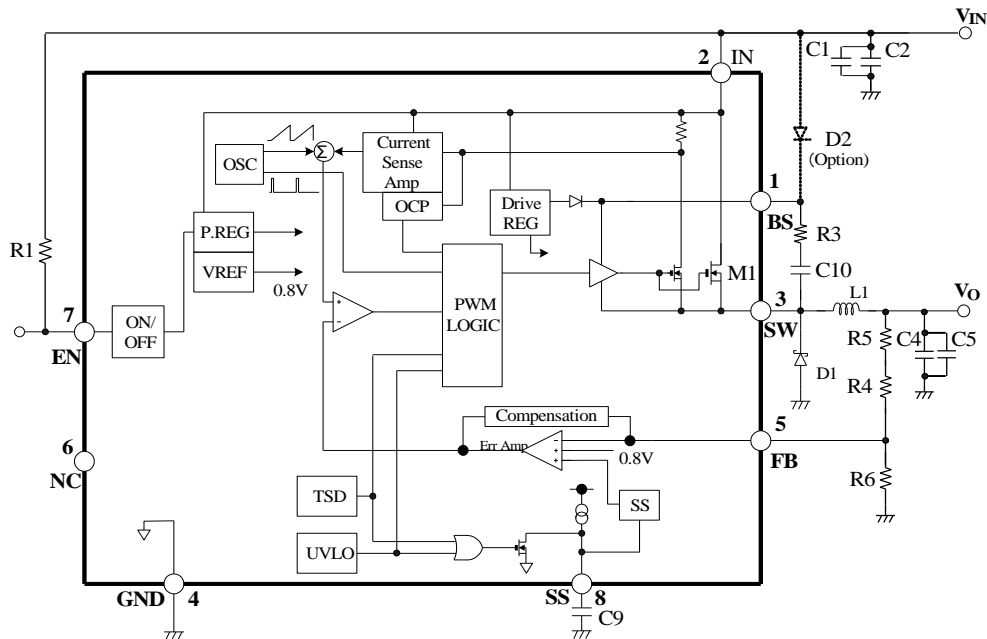 VIN
C1
C2
2
IN
D2
(Option)
OSC
Σ
Current
Sense
Amp
OCP
Drive
REG
1
BS
R1
P.REG
VREF
0.8V
R3
C10
M1
7
EN
ON/
OFF
+
−
PWM
LOGIC
3
SW
L1
VO
R5
C4
C5
D1
R4
Compensation
Err Amp
−
+
+
0.8V
5
FB
6
NC
R6
TSD
SS
UVLO
GND
4
SS
8
C9